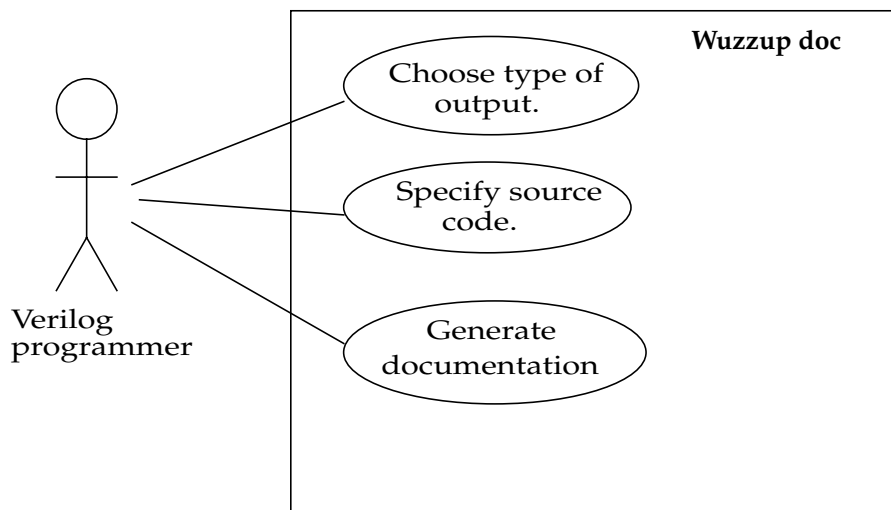 Wuzzup doc
Choose type of
output.
Specify source
code.
Generate
documentation
Verilog
programmer